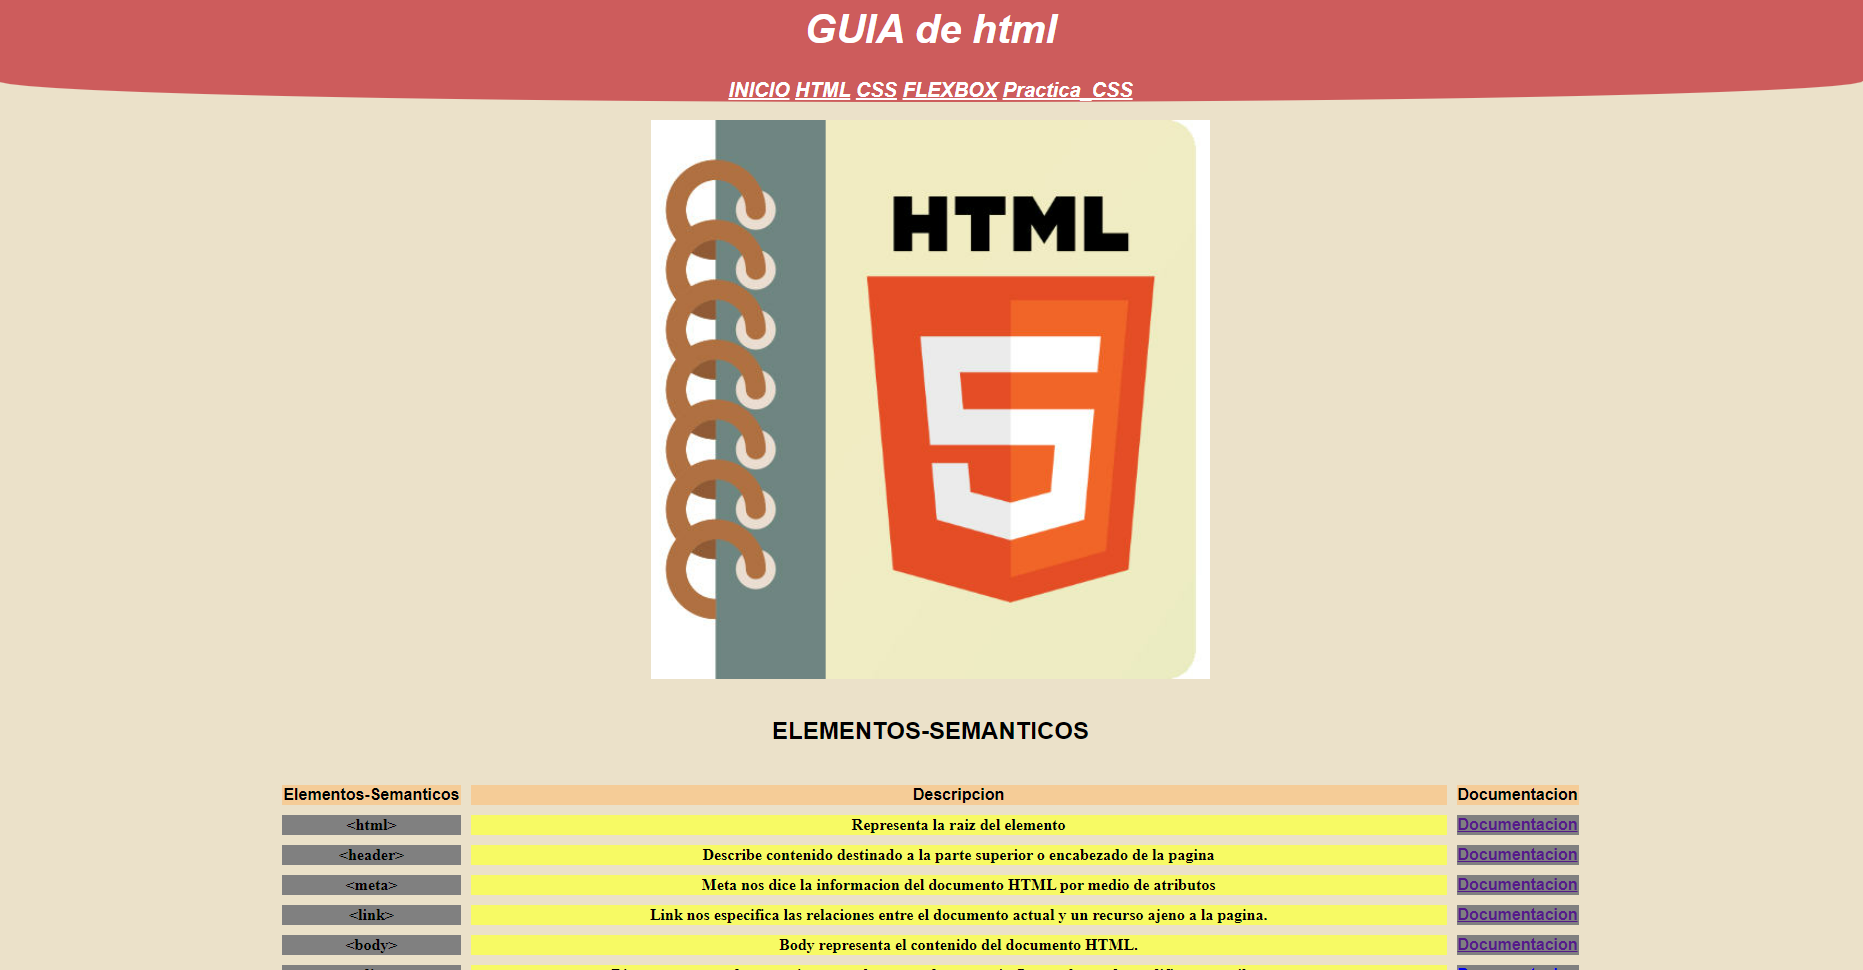 GUIA de html
INICIO HTML CSS FLEXBOX Practica_CSS
HTML
5
ELEMENTOS-SEMANTICOS
Elementos-Semanticos Descripcion Documentacion
<html> Representa la raiz del elemento Documentacion
<header> Describe contenido destinado a la parte superior o encabezado de la pagina Documentacion
<meta> Meta nos dice la informacion del documento HTML por medio de atributos Documentacion
<link> Link nos especifica las relaciones entre el documento actual y un recurso ajeno a la pagina. Documentacion
<body> Body representa el contenido del documento HTML. Documentacion